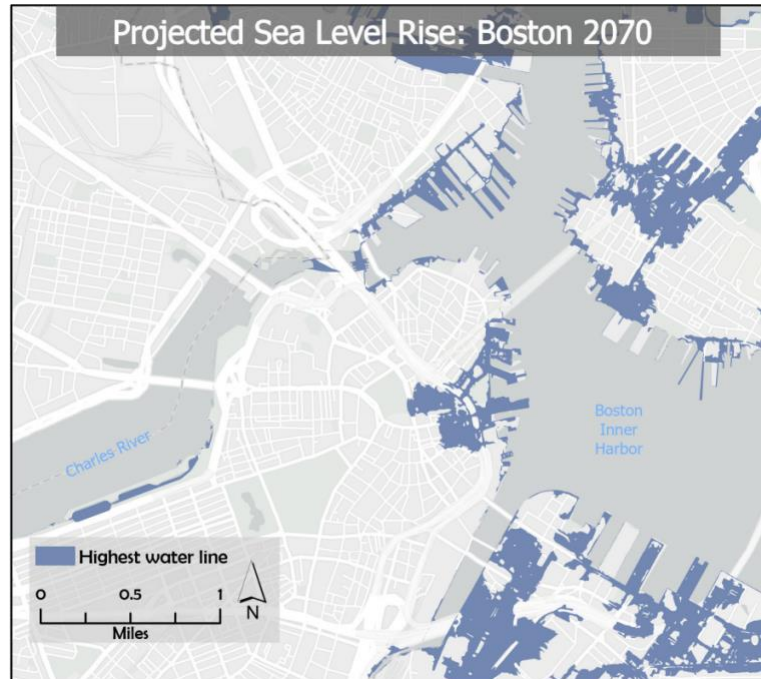 Projected Sea Level Rise: Boston 2070
Charles River
Boston
Inner
Harbor
Highest water line
0 0.5 1
Miles
N